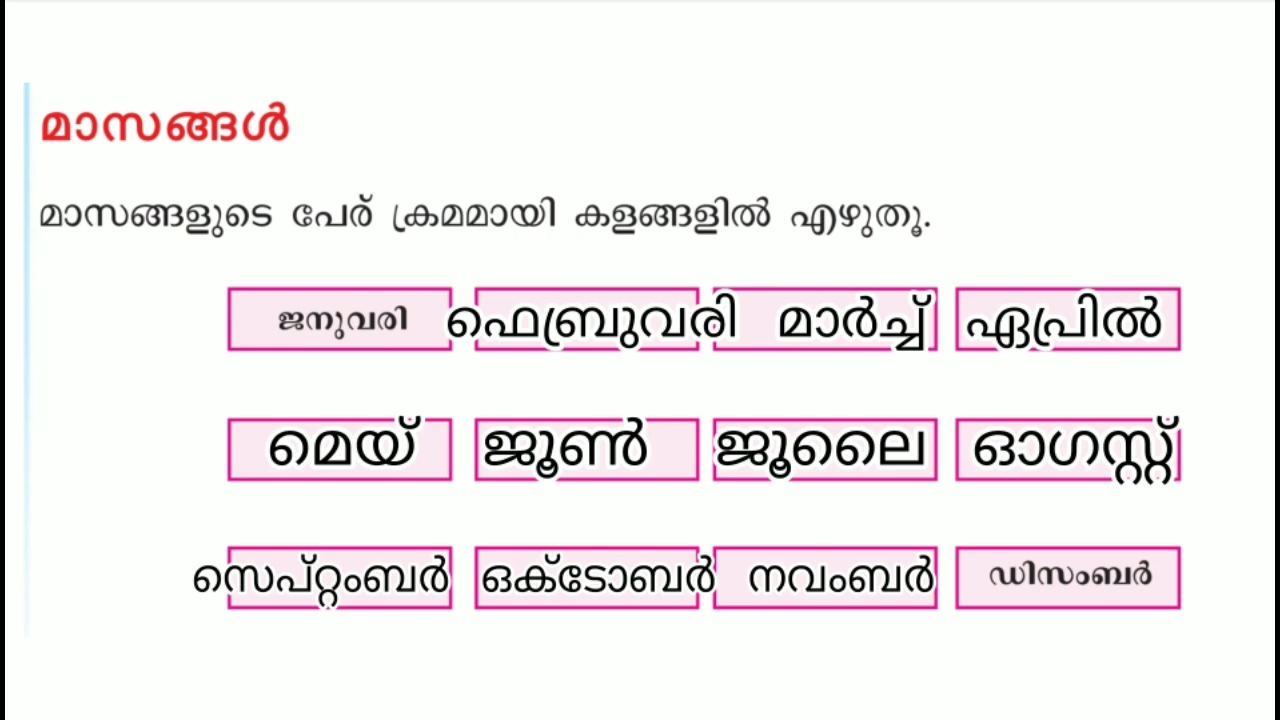 മാസങ്ങൾ
മാസങ്ങളുടെ പേര് ക്രമമായി കളങ്ങളിൽ എഴുതൂ.
ജനുവരി ഫെബ്രുവരി മാർച്ച് ഏപ്രിൽ
മെയ് ജൂൺ ജൂലൈ ഓഗസ്റ്റ്
സെപ്റ്റംബർ ഒക്ടോബർ നവംബർ ഡിസംബർ